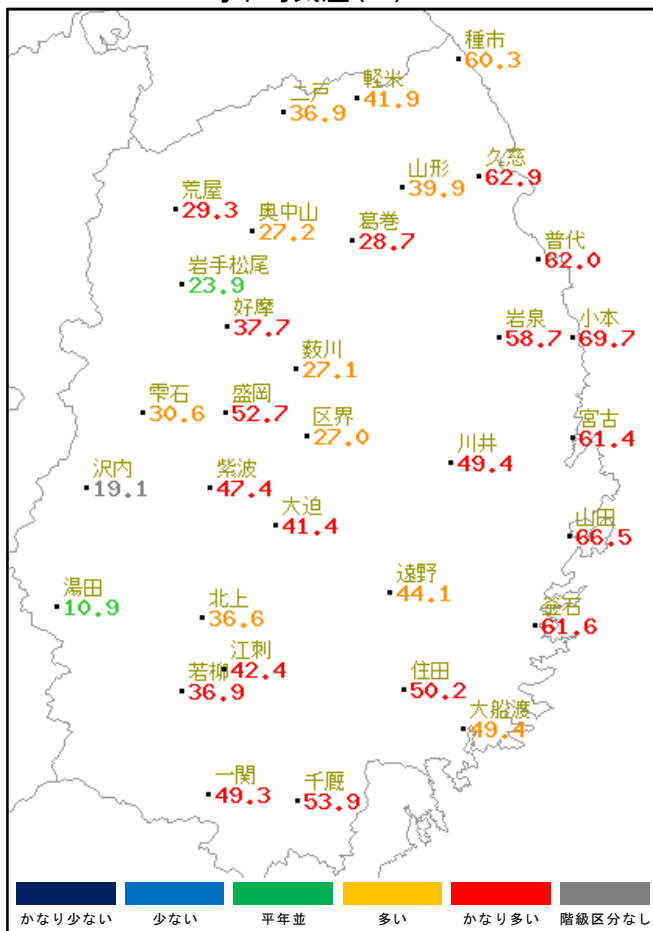 種市
60.3
軽米
41.9
二戸
36.9
久慈
62.9
山形
39.9
荒屋
29.3
奥中山
27.2
葛巻
28.7
普代
62.0
岩手松尾
23.9
好摩
37.7
岩泉
58.7
小本
69.7
薮川
27.1
雫石
30.6
盛岡
52.7
区界
27.0
宮古
61.4
川井
49.4
沢内
19.1
紫波
47.4
大迫
41.4
山田
66.5
湯田
10.9
北上
36.6
遠野
44.1
釜石
61.6
江刺
42.4
若柳
36.9
住田
50.2
大船渡
49.4
一関
49.3
千厩
53.9
かなり少ない 少ない 平年並 多い かなり多い 階級区分なし